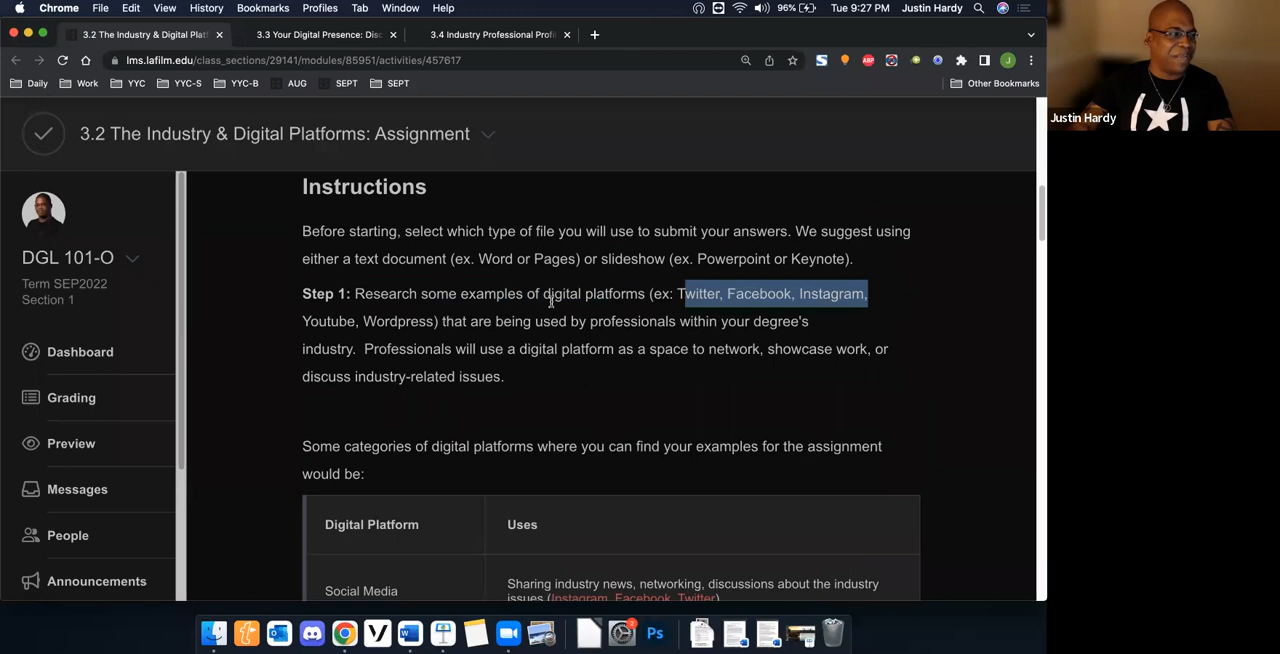 Chrome File Edit View History Bookmarks Profiles Tab Window Help 96% Tue 9:27 PM Justin Hardy
3.2 The Industry & Digital Platf 3.3 Your Digital Presence: Disc 3.4 Industry Professional Profi
lms.lafilm.edu/class_sections/29141/modules/85951/activities/457617
ABP J
Daily Work YYC YYC-S YYC-B AUG SEPT SEPT Other Bookmarks
Justin Hardy
3.2 The Industry & Digital Platforms: Assignment
DGL 101-O
Term SEP2022
Section 1
Dashboard
Grading
Preview
Messages
People
Announcements
Instructions
Before starting, select which type of file you will use to submit your answers. We suggest using
either a text document (ex. Word or Pages) or slideshow (ex. Powerpoint or Keynote).
Step 1: Research some examples of digital platforms (ex: Twitter, Facebook, Instagram,
Youtube, Wordpress) that are being used by professionals within your degree's
industry. Professionals will use a digital platform as a space to network, showcase work, or
discuss industry-related issues.
Some categories of digital platforms where you can find your examples for the assignment
would be:
Digital Platform Uses
Social Media
Sharing industry news, networking, discussions about the industry
issues (Instagram, Facebook, Twitter)
Ps